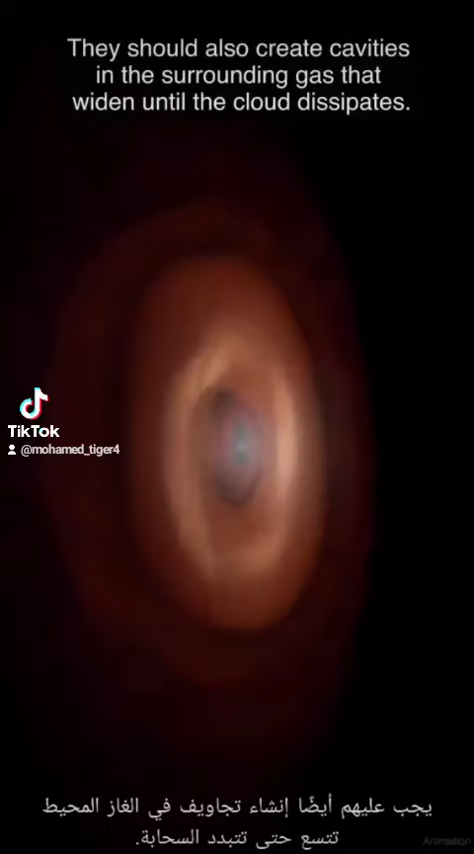 They should also create cavities
in the surrounding gas that
widen until the cloud dissipates.
TikTok
@mohamed_tiger4
يجب عليهم أيضًا إنشاء تجاويف في الغاز المحيط
تتسع حتى تتبدد السحابة.
Animation